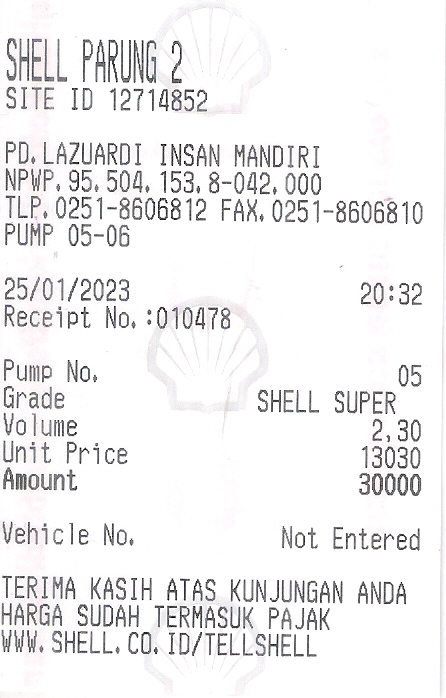 SHELL PARUNG 2
SITE ID 12714852
PD.LAZUARDI INSAN MANDIRI
NPWP.95.504.153.8-042.000
TLP.0251-8606812 FAX.0251-8606810
PUMP 05-06
25/01/2023 20:32
Receipt No.:010478
Pump No. 05
Grade SHELL SUPER
Volume 2,30
Unit Price 13030
Amount 30000
Vehicle No. Not Entered
TERIMA KASIH ATAS KUNJUNGAN ANDA
HARGA SUDAH TERMASUK PAJAK
WWW.SHELL.CO.ID/TELLSHELL